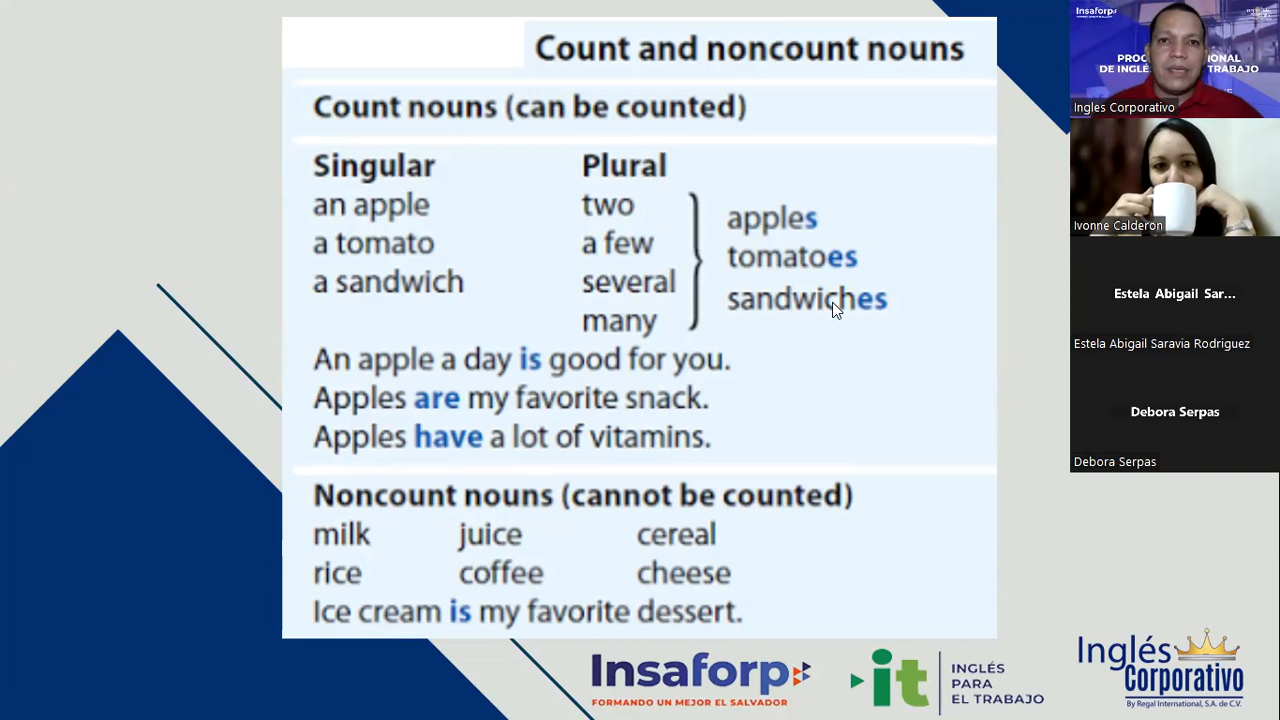 Count and noncount nouns
Count nouns (can be counted)
Singular
an apple
a tomato
a sandwich
Plural
two
a few
several
many
apples
tomatoes
sandwiches
An apple a day is good for you.
Apples are my favorite snack.
Apples have a lot of vitamins.
Noncount nouns (cannot be counted)
milk juice cereal
rice coffee cheese
Ice cream is my favorite dessert.
Insaforp
FORMANDO UN MEJOR EL SALVADOR
it
INGLÉS
PARA
EL TRABAJO
Inglés
Corporativo
By Regal International, S.A. de C.V.
Insaforp
Ingles Corporativo
Ivonne Calderon
Estela Abigail Sar...
Estela Abigail Saravia Rodriguez
Debora Serpas
Debora Serpas